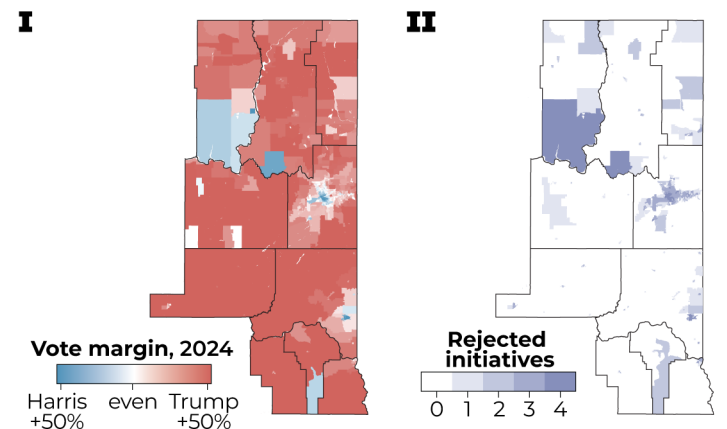 I
II
Vote margin, 2024
Harris even Trump
+50% +50%
Rejected
initiatives
0 1 2 3 4